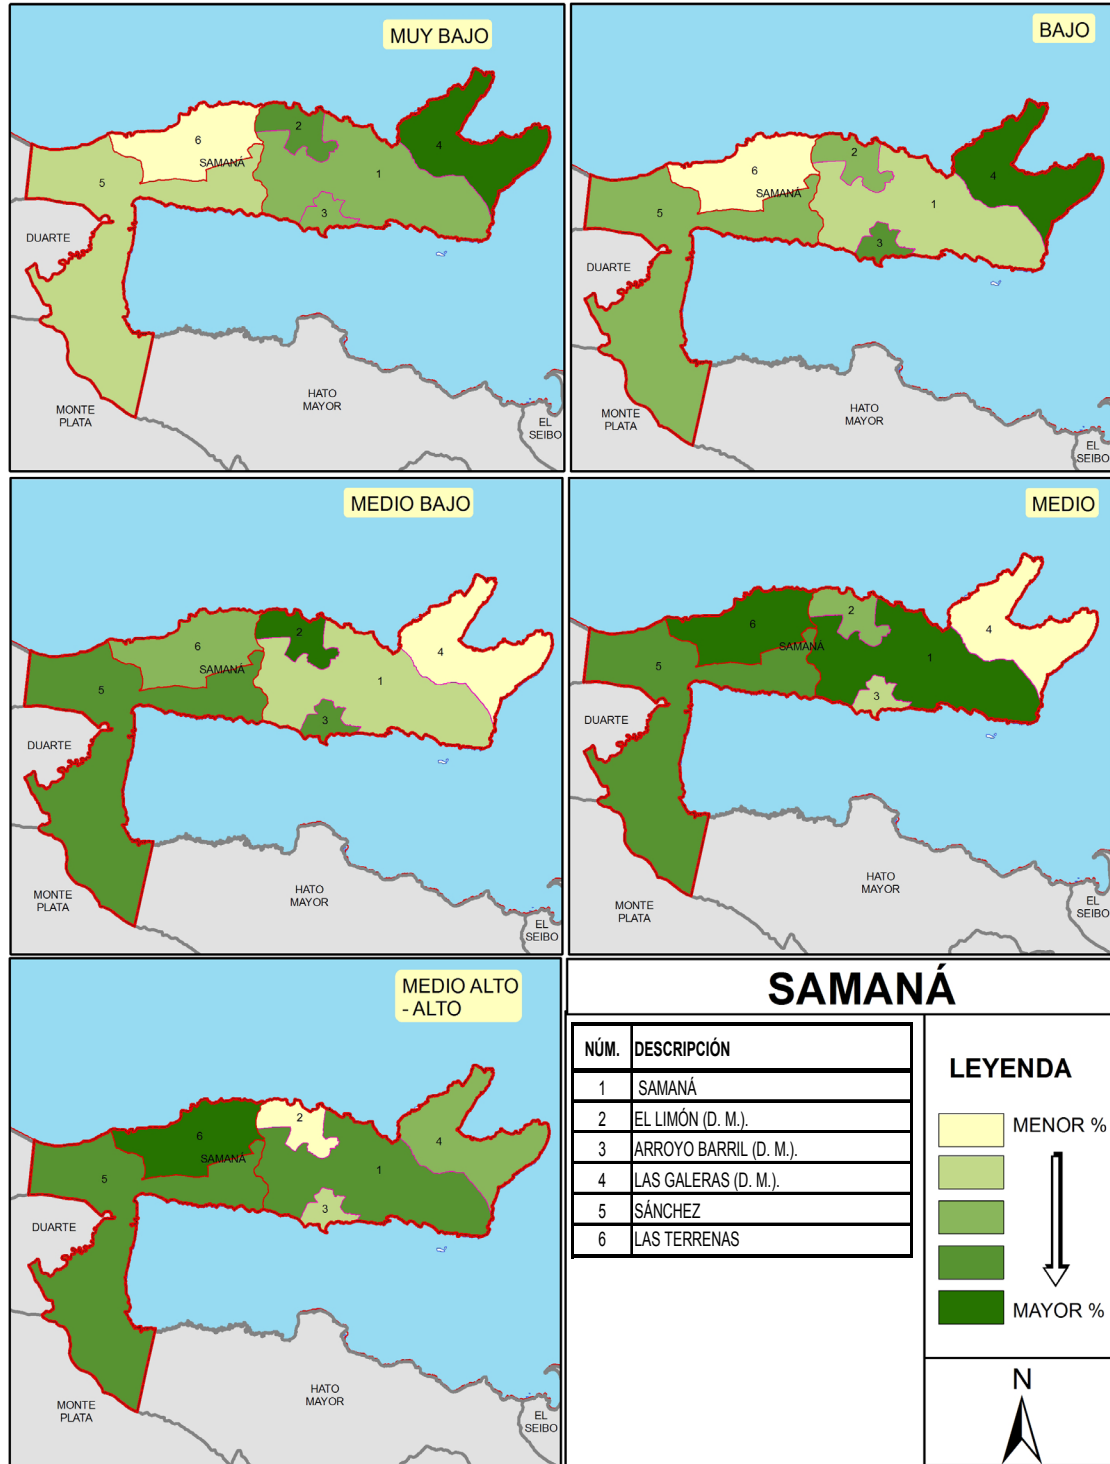 MUY BAJO
2
6
4
SAMANÁ
1
5
3
DUARTE
HATO
MAYOR
MONTE
PLATA
EL
SEIBO
BAJO
2
6
4
SAMANÁ
1
5
3
DUARTE
HATO
MAYOR
MONTE
PLATA
EL
SEIBO
MEDIO BAJO
2
6
4
SAMANÁ
1
5
3
DUARTE
HATO
MAYOR
MONTE
PLATA
EL
SEIBO
MEDIO
2
6
4
SAMANÁ
1
5
3
DUARTE
HATO
MAYOR
MONTE
PLATA
EL
SEIBO
MEDIO ALTO
- ALTO
2
6
4
SAMANÁ
1
5
3
DUARTE
HATO
MAYOR
MONTE
PLATA
EL
SEIBO
SAMANÁ
NÚM. DESCRIPCIÓN
1 SAMANÁ
2 EL LIMÓN (D. M.).
3 ARROYO BARRIL (D. M.).
4 LAS GALERAS (D. M.).
5 SÁNCHEZ
6 LAS TERRENAS
LEYENDA
MENOR %
MAYOR %
N